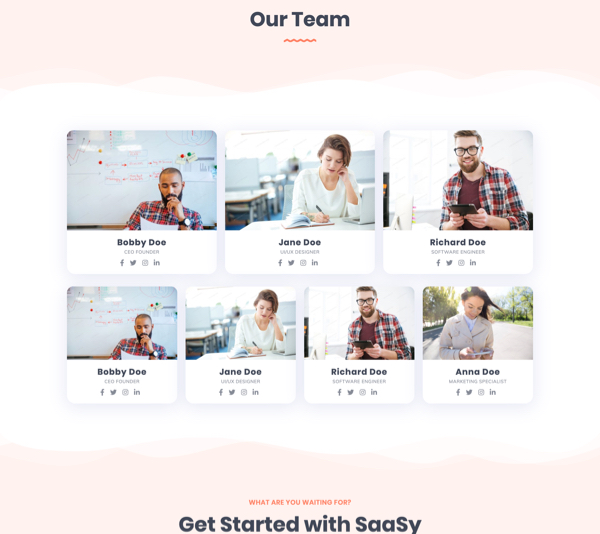 Our Team
Bobby Doe
CEO FOUNDER
Jane Doe
UI/UX DESIGNER
Richard Doe
SOFTWARE ENGINEER
Bobby Doe
CEO FOUNDER
Jane Doe
UI/UX DESIGNER
Richard Doe
SOFTWARE ENGINEER
Anna Doe
MARKETING SPECIALIST
WHAT ARE YOU WAITING FOR?
Get Started with SaaSy